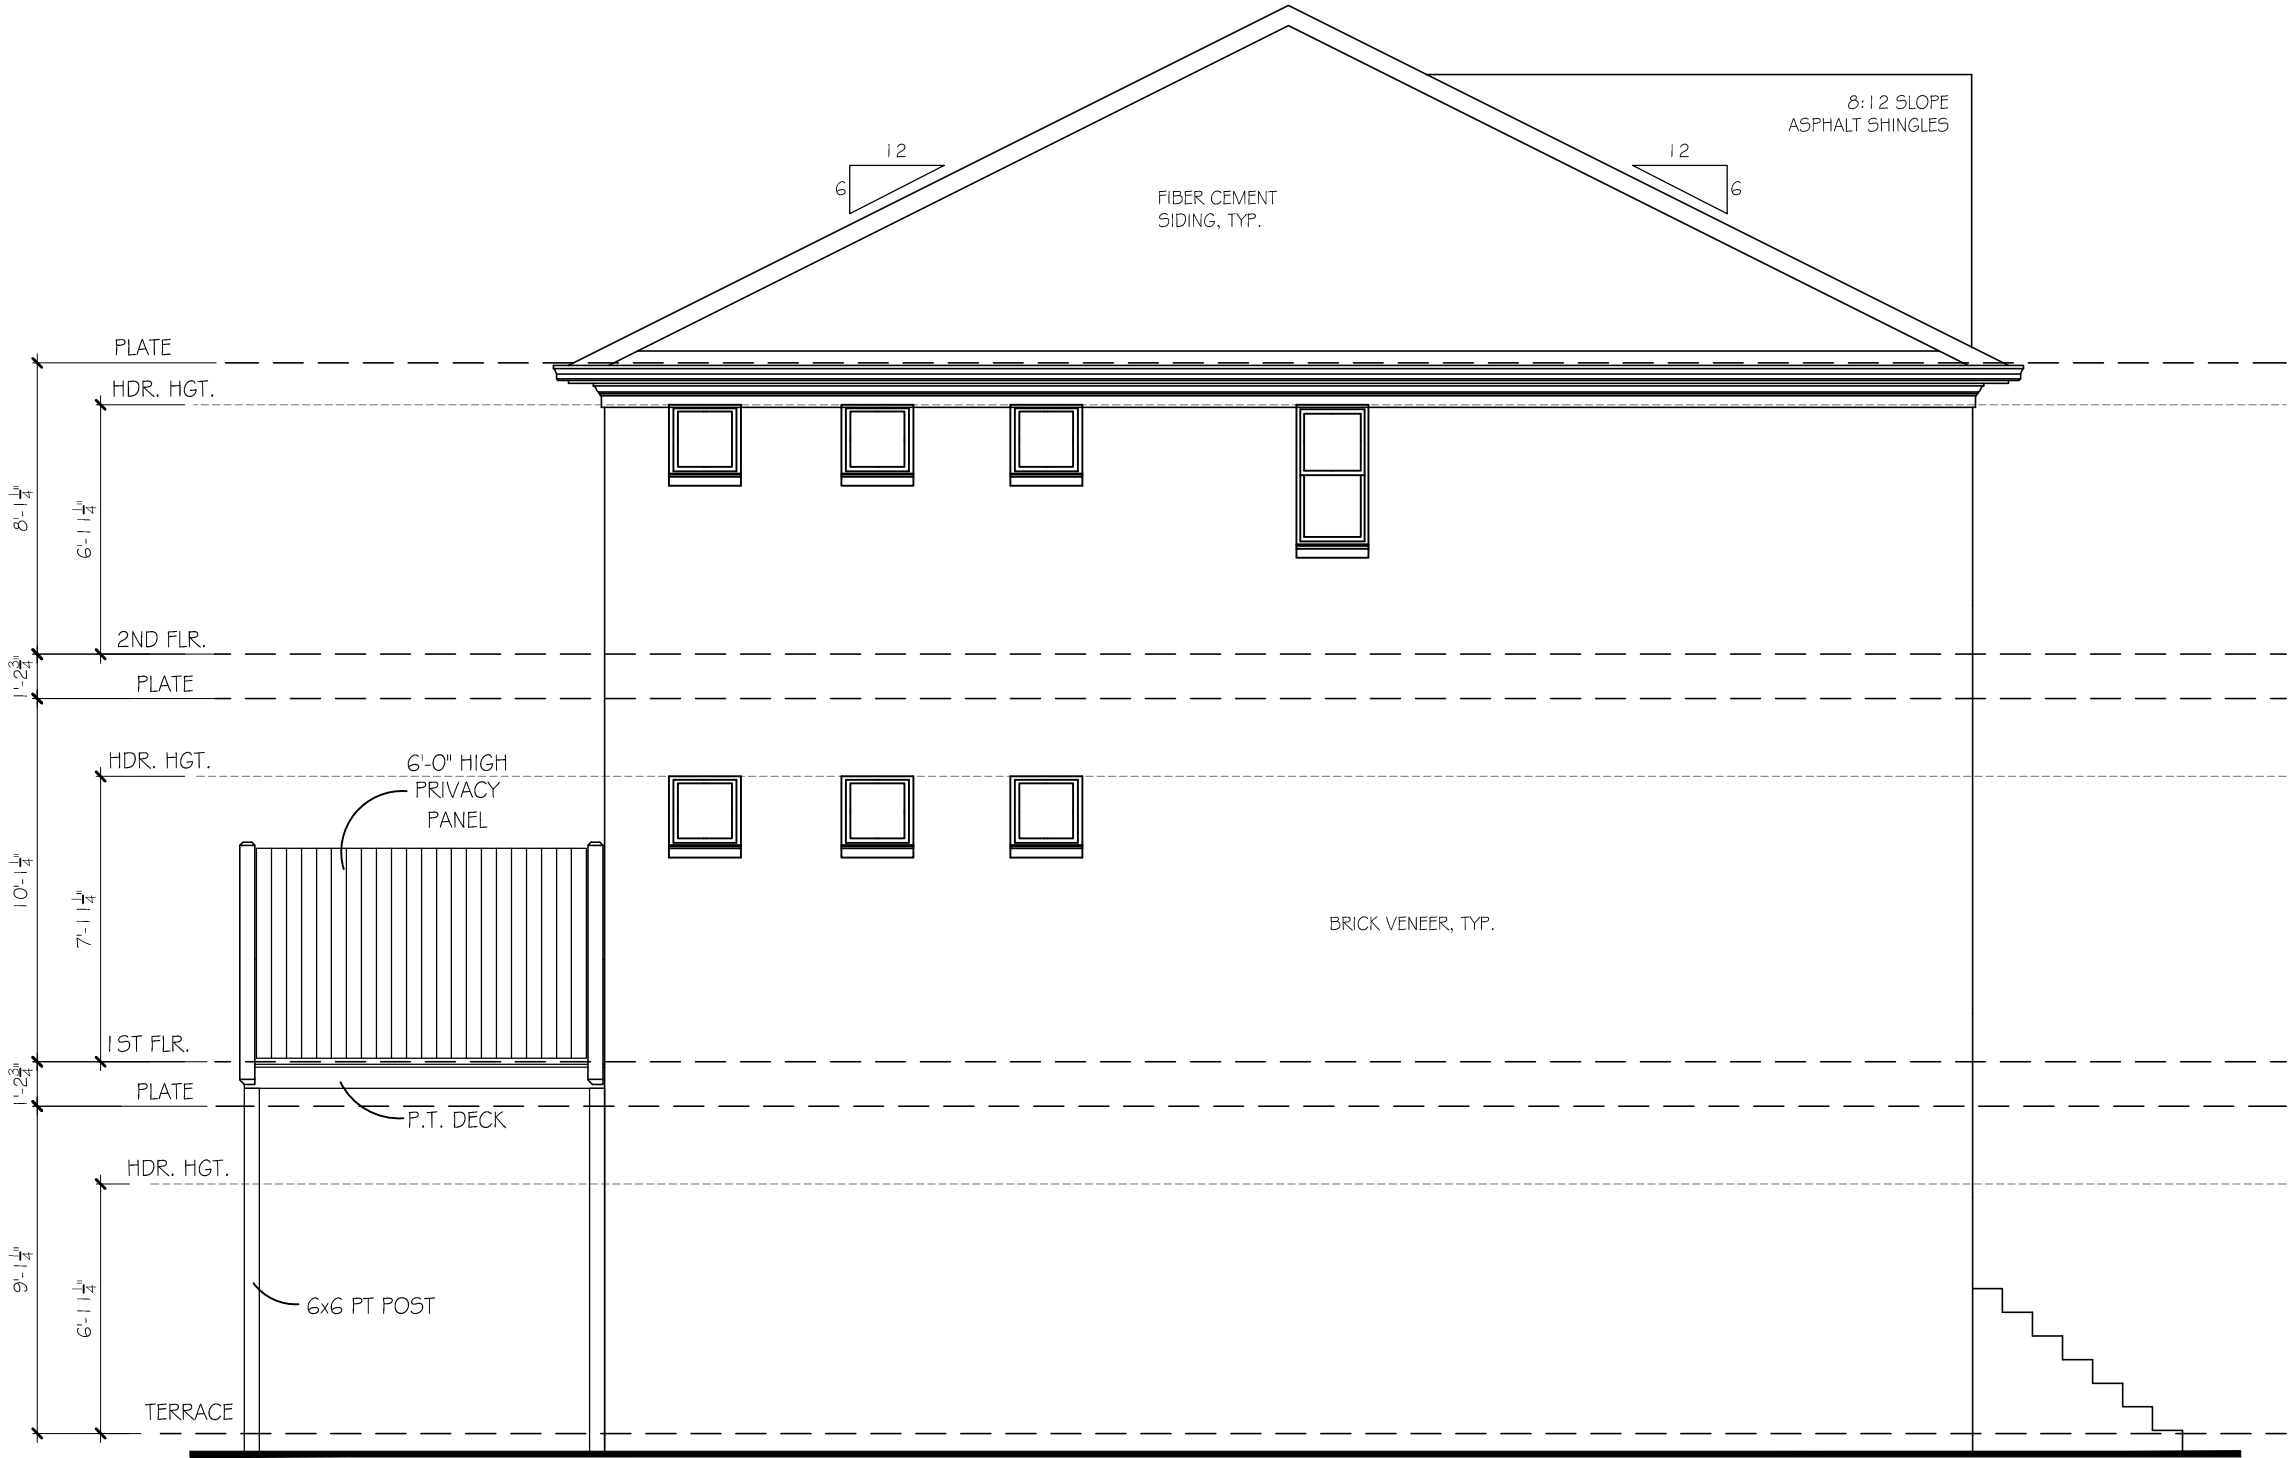 8:12 SLOPE
ASPHALT SHINGLES
12
6
12
6
FIBER CEMENT
SIDING, TYP.
PLATE
HDR. HGT.
8'-1 1/4"
6'-11 1/4"
2ND FLR.
1'-2 3/4"
PLATE
HDR. HGT.
6'-0" HIGH
PRIVACY
PANEL
10'-1 1/4"
7'-11 1/4"
BRICK VENEER, TYP.
1ST FLR.
1'-2 3/4"
PLATE
P.T. DECK
HDR. HGT.
9'-1 1/4"
6'-11 1/4"
6x6 PT POST
TERRACE